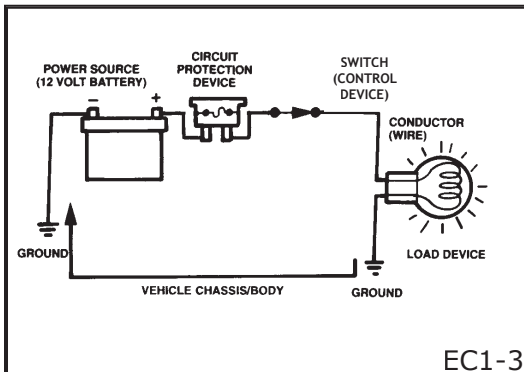 POWER SOURCE
(12 VOLT BATTERY)
CIRCUIT
PROTECTION
DEVICE
SWITCH
(CONTROL
DEVICE)
CONDUCTOR
(WIRE)
– +
GROUND
LOAD DEVICE
VEHICLE CHASSIS/BODY
GROUND
EC1-3